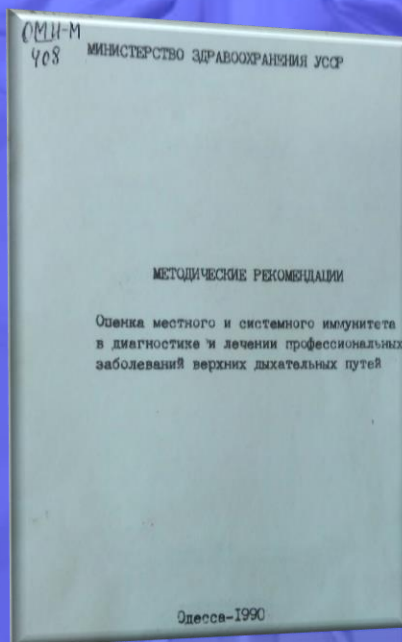 ОМИ-М
408
МИНИСТЕРСТВО ЗДРАВООХРАНЕНИЯ УССР
МЕТОДИЧЕСКИЕ РЕКОМЕНДАЦИИ
Оценка местного и системного иммунитета
в диагностике и лечении профессиональных
заболеваний верхних дыхательных путей
Одесса-1990